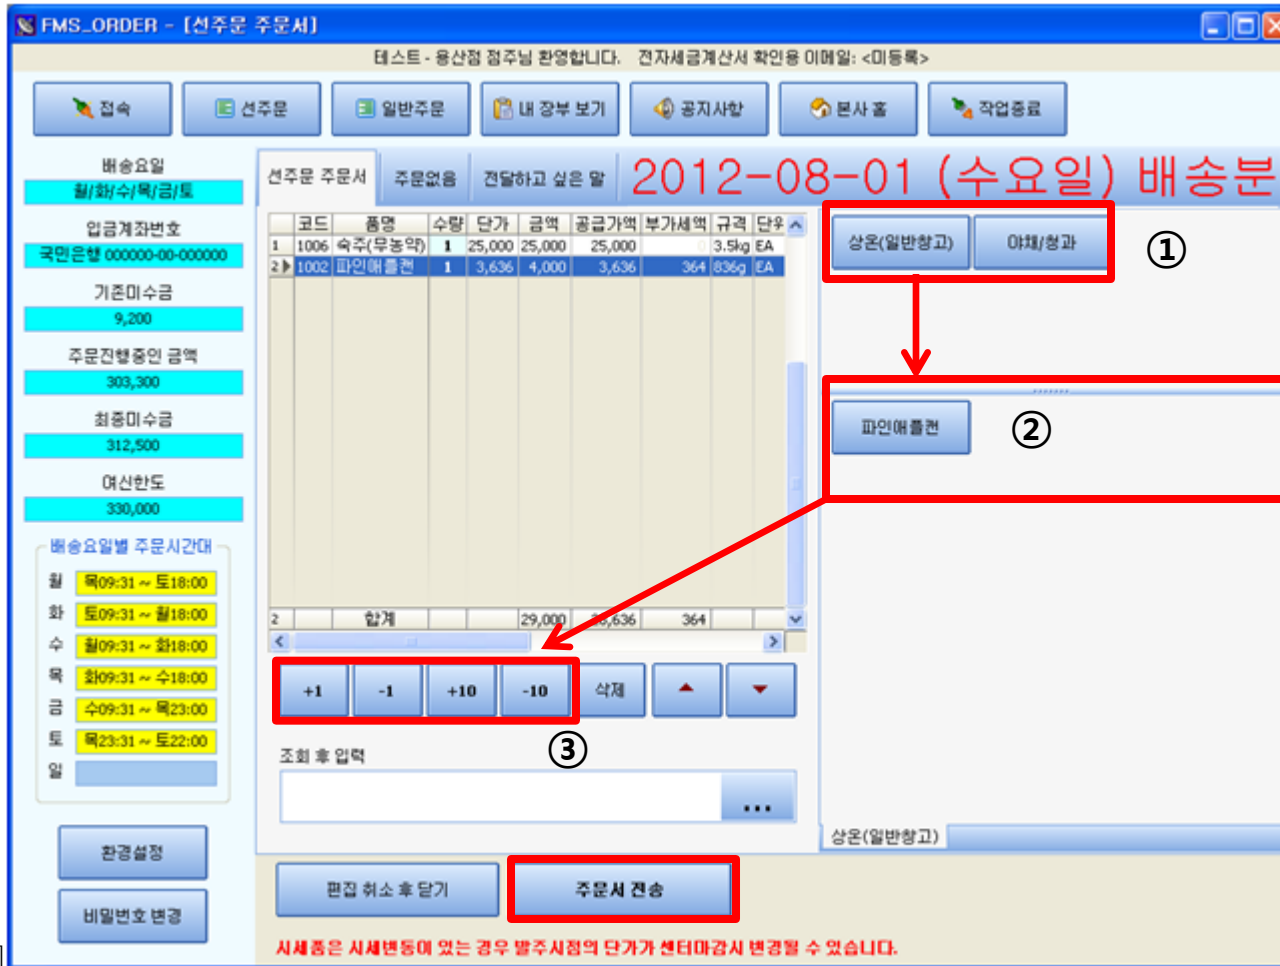 FMS_ORDER - [선주문 주문서]
테스트 - 용산점 점주님 환영합니다. 전자세금계산서 확인용 이메일: <미등록>
접속 선주문 일반주문 내 장부 보기 공지사항 본사 홈 작업종료
선주문 주문서 주문없음 전달하고 싶은 말 2012-08-01 (수요일) 배송분
배송요일
월/화/수/목/금/토
입금계좌번호
국민은행 000000-00-000000
기존미수금
9,200
주문진행중인 금액
303,300
최종미수금
312,500
여신한도
330,000
배송요일별 주문시간대
월 목09:31 ~ 토18:00
화 토09:31 ~ 월18:00
수 월09:31 ~ 화18:00
목 화09:31 ~ 수18:00
금 수09:31 ~ 목23:00
토 목23:31 ~ 토22:00
일
환경설정
비밀번호 변경
코드 품명 수량 단가 금액 공급가액 부가세액 규격 단위
1 1006 숙주(무농약) 1 25,000 25,000 25,000 0 3.5kg EA
2 1002 파인애플캔 1 3,636 4,000 3,636 364 836g EA
2 합계 29,000 364
+1 -1 +10 -10 삭제
③
조회 후 입력
...
상온(일반창고) 야채/청과 ①
파인애플캔 ②
상온(일반창고)
편집 취소 후 닫기 주문서 전송
시세품은 시세변동이 있는 경우 발주시점의 단가가 센터마감시 변경될 수 있습니다.